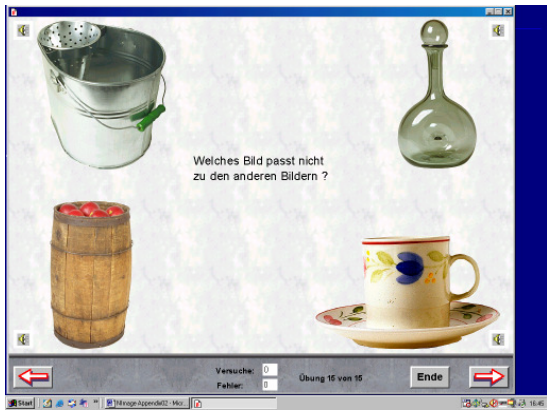 Welches Bild passt nicht
zu den anderen Bildern ?
Versuche: 0
Fehler: 0
Übung 15 von 15
Ende
Start
16:45